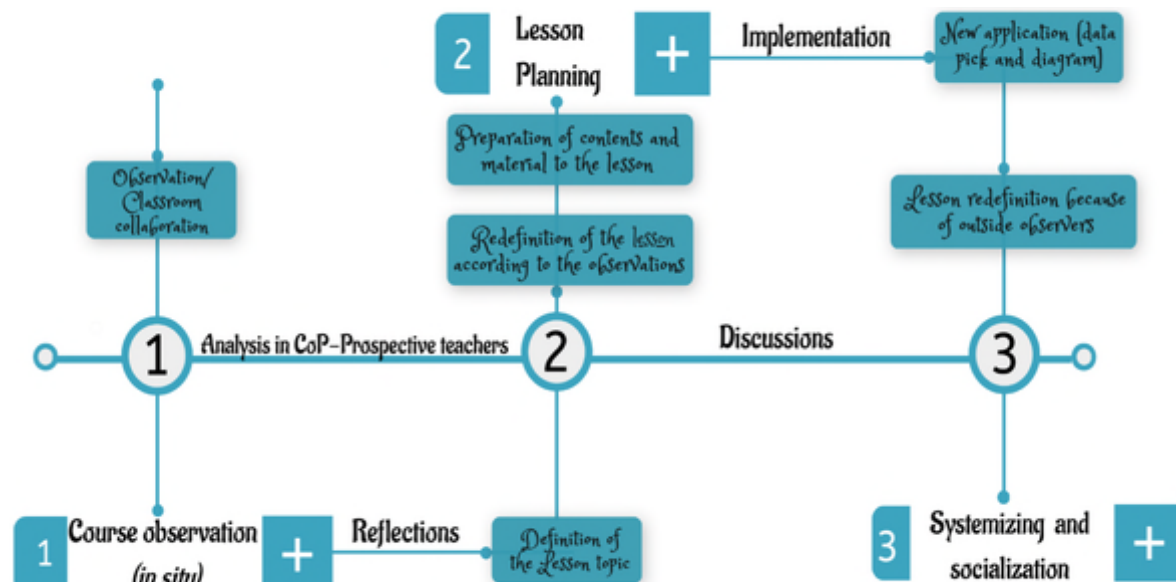 2
Lesson
Planning
+
Implementation
New application (data
pick and diagram)
Preparation of contents and
material to the lesson
Observation/
Classroom
collaboration
Lesson redefinition because
of outside observers
Redefinition of the lesson
according to the observations
1
Analysis in CoP-Prospective teachers
2
Discussions
3
1
Course observation
(in situ)
+
Reflections
Definition of
the Lesson topic
3
Systemizing and
socialization
+